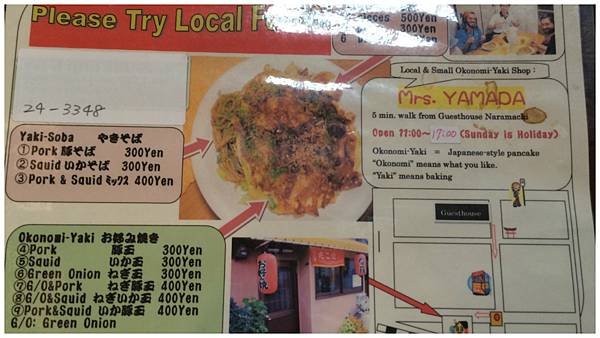 Please Try Local F
500Yen
300Yen
6
24-3348
Yaki-Soba やきそば
①Pork 豚そば 300Yen
②Squid いかそば 300Yen
③Pork & Squid ミックス 400Yen
Okonomi-Yaki お好み焼き
④Pork 豚玉 300Yen
⑤Squid いか玉 300Yen
⑥Green Onion ねぎ玉 300Yen
⑦G/O&Pork ねぎ豚玉 400Yen
⑧G/O&Squid ねぎいか玉 400Yen
⑨Pork&Squid いか豚玉 400Yen
G/O: Green Onion
Local & Small Okonomi-Yaki Shop :
Mrs. YAMADA
5 min. walk from Guesthouse Naramachi
Open 11:00～17:00 (Sunday is Holiday)
Okonomi-Yaki = Japanese-style pancake
"Okonomi" means what you like.
"Yaki" means baking
Guesthouse